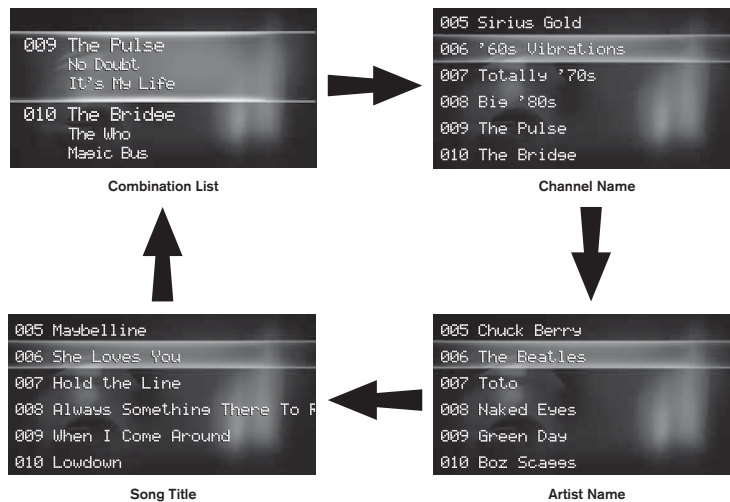 009 The Pulse
No Doubt
It's My Life
010 The Bridge
The Who
Magic Bus
Combination List
005 Sirius Gold
006 '60s Vibrations
007 Totally '70s
008 Big '80s
009 The Pulse
010 The Bridge
Channel Name
005 Maybelline
006 She Loves You
007 Hold the Line
008 Always Something There To R
009 When I Come Around
010 Lowdown
Song Title
005 Chuck Berry
006 The Beatles
007 Toto
008 Naked Eyes
009 Green Day
010 Boz Scaggs
Artist Name